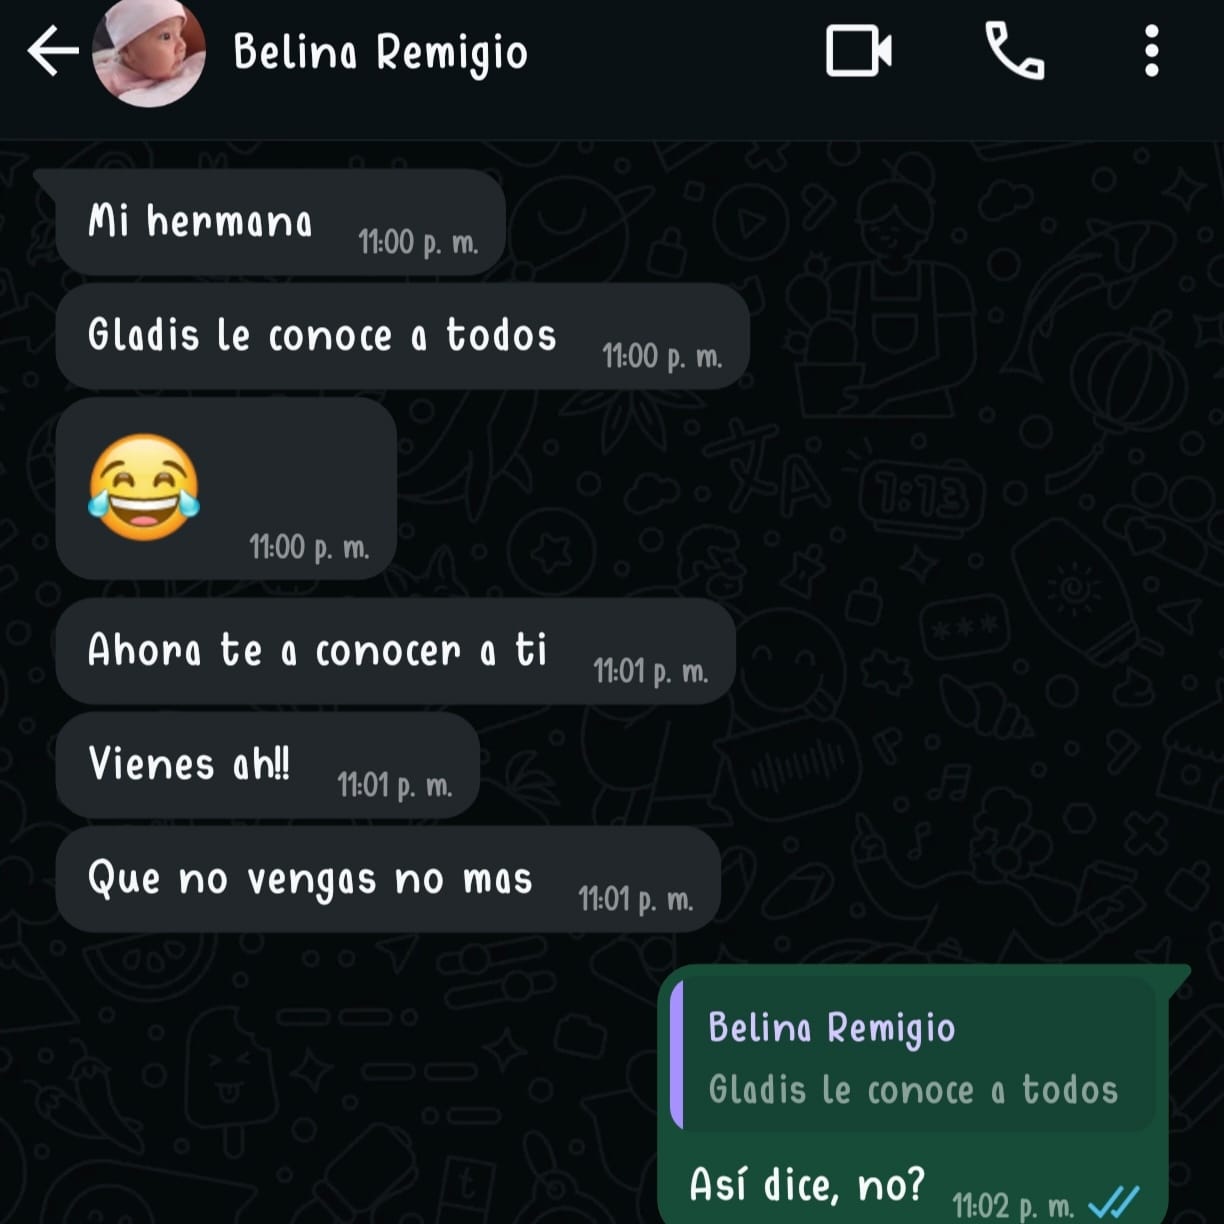 Belina Remigio
Mi hermana
11:00 p. m.
Gladis le conoce a todos
11:00 p. m.
😂
11:00 p. m.
Ahora te a conocer a ti
11:01 p. m.
Vienes ah!!
11:01 p. m.
Que no vengas no mas
11:01 p. m.
Belina Remigio
Gladis le conoce a todos
Así dice, no?
11:02 p. m.